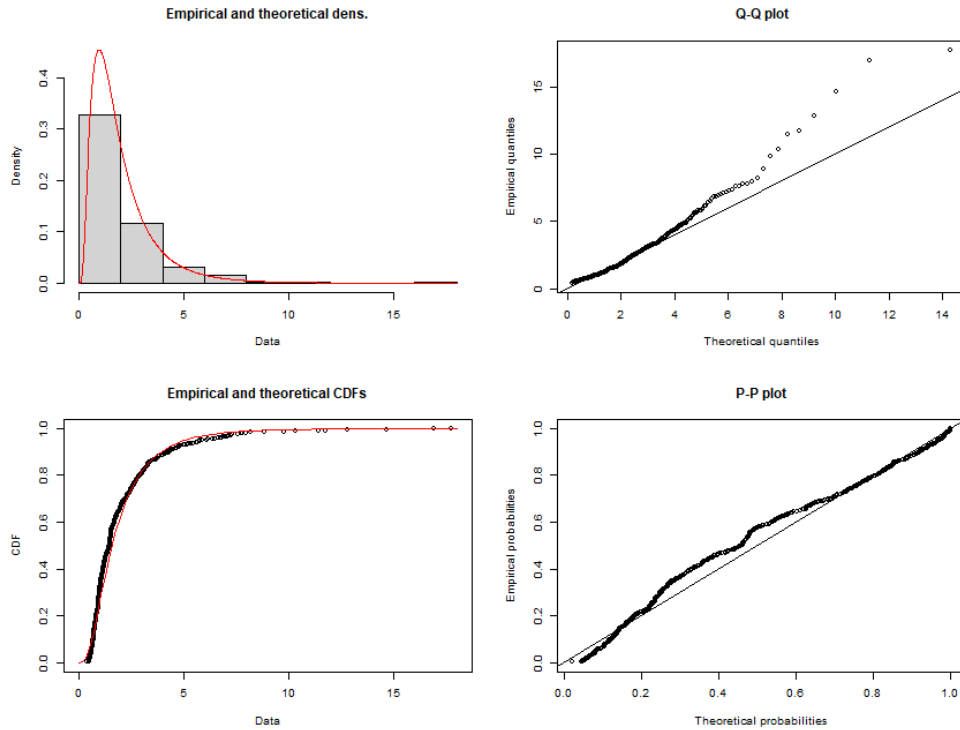 Empirical and theoretical dens.
Density
0.0 0.1 0.2 0.3 0.4
0 5 10 15
Data
Q-Q plot
Empirical quantiles
0 5 10 15
0 2 4 6 8 10 12 14
Theoretical quantiles
Empirical and theoretical CDFs
CDF
0.0 0.2 0.4 0.6 0.8 1.0
0 5 10 15
Data
P-P plot
Empirical probabilities
0.0 0.2 0.4 0.6 0.8 1.0
0.0 0.2 0.4 0.6 0.8 1.0
Theoretical probabilities